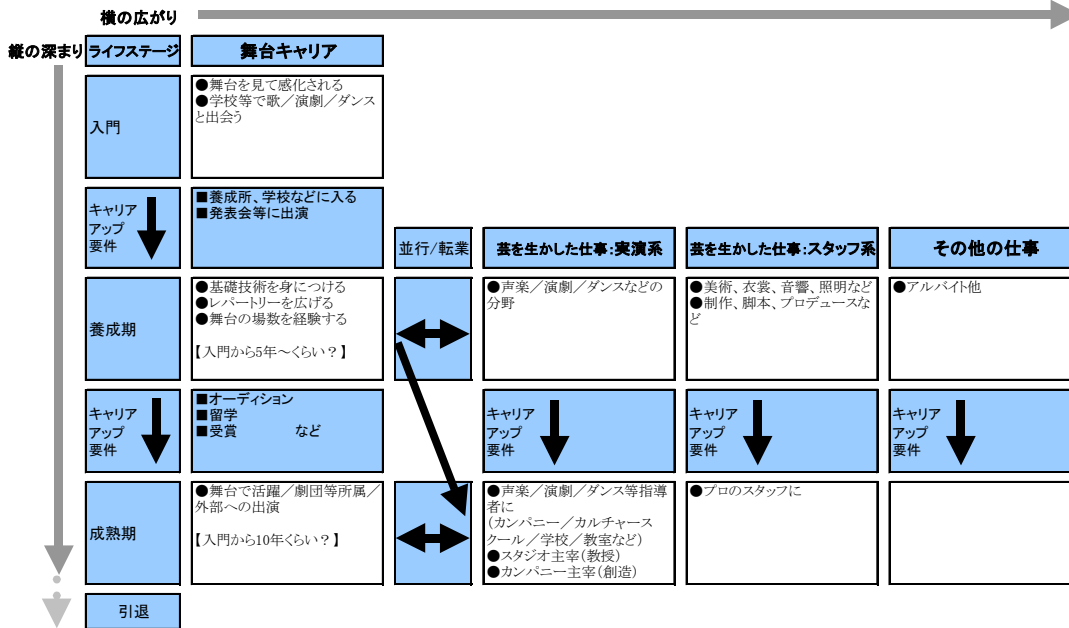 横の広がり
縦の深まり
ライフステージ
舞台キャリア
入門
●舞台を見て感化される
●学校等で歌／演劇／ダンス
と出会う
キャリア
アップ
要件
■養成所、学校などに入る
■発表会等に出演
並行/転業
芸を生かした仕事:実演系
芸を生かした仕事:スタッフ系
その他の仕事
養成期
●基礎技術を身につける
●レパートリーを広げる
●舞台の場数を経験する
【入門から5年～くらい？】
●声楽／演劇／ダンスなどの
分野
●美術、衣裳、音響、照明など
●制作、脚本、プロデュースな
ど
●アルバイト他
キャリア
アップ
要件
■オーディション
■留学
■受賞　　　　など
キャリア
アップ
要件
キャリア
アップ
要件
キャリア
アップ
要件
成熟期
●舞台で活躍／劇団等所属／
外部への出演
【入門から10年くらい？】
●声楽／演劇／ダンス等指導
者に
(カンパニー／カルチャース
クール／学校／教室など)
●スタジオ主宰(教授)
●カンパニー主宰(創造)
●プロのスタッフに
引退